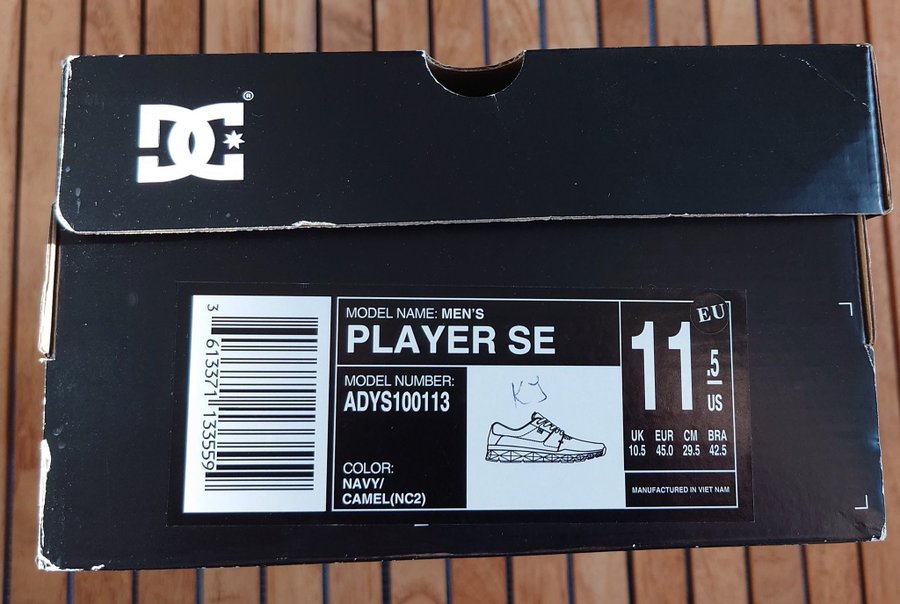 DC®
MODEL NAME: MEN'S
PLAYER SE
MODEL NUMBER:
ADYS100113
COLOR:
NAVY/
CAMEL(NC2)
KY
EU
11.5
US
UK EUR CM BRA
10.5 45.0 29.5 42.5
MANUFACTURED IN VIET NAM
3 613371 133559